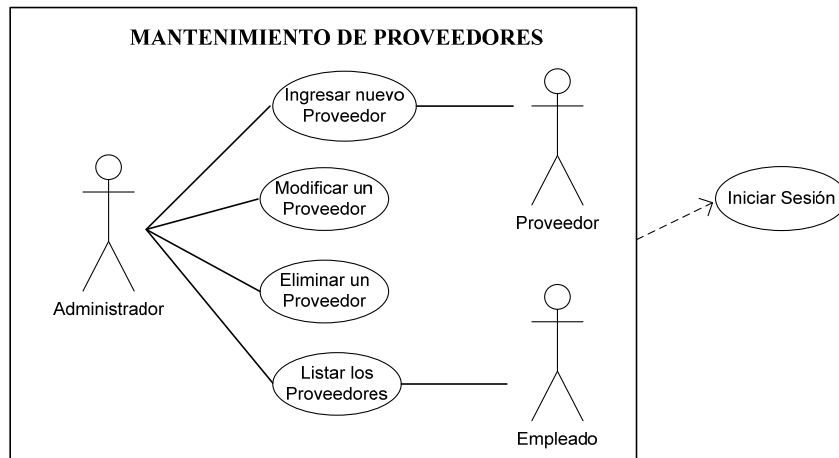 MANTENIMIENTO DE PROVEEDORES
Ingresar nuevo
Proveedor
Modificar un
Proveedor
Proveedor
Iniciar Sesión
Administrador
Eliminar un
Proveedor
Listar los
Proveedores
Empleado